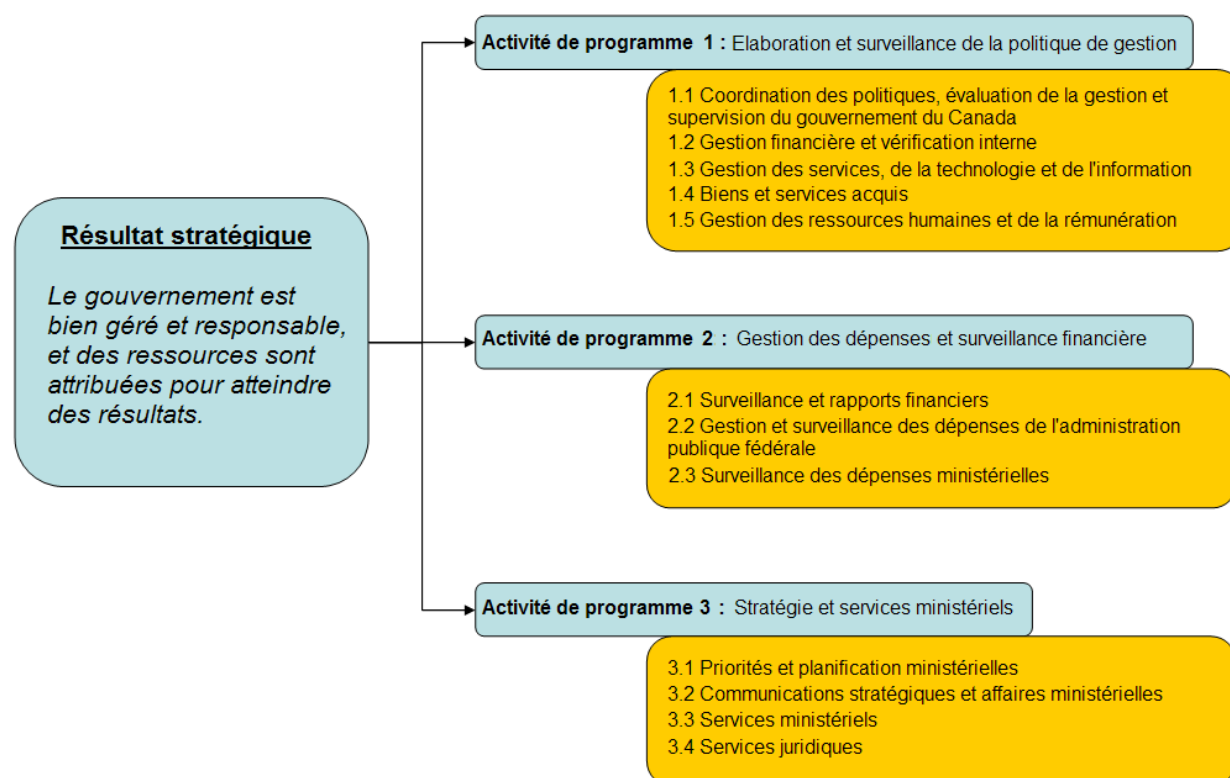 Activité de programme 1 : Elaboration et surveillance de la politique de gestion
1.1 Coordination des politiques, évaluation de la gestion et
supervision du gouvernement du Canada
1.2 Gestion financière et vérification interne
1.3 Gestion des services, de la technologie et de l'information
1.4 Biens et services acquis
1.5 Gestion des ressources humaines et de la rémunération
Résultat stratégique
Le gouvernement est
bien géré et responsable,
et des ressources sont
attribuées pour atteindre
des résultats.
Activité de programme 2 : Gestion des dépenses et surveillance financière
2.1 Surveillance et rapports financiers
2.2 Gestion et surveillance des dépenses de l'administration
publique fédérale
2.3 Surveillance des dépenses ministérielles
Activité de programme 3 : Stratégie et services ministériels
3.1 Priorités et planification ministérielles
3.2 Communications stratégiques et affaires ministérielles
3.3 Services ministériels
3.4 Services juridiques